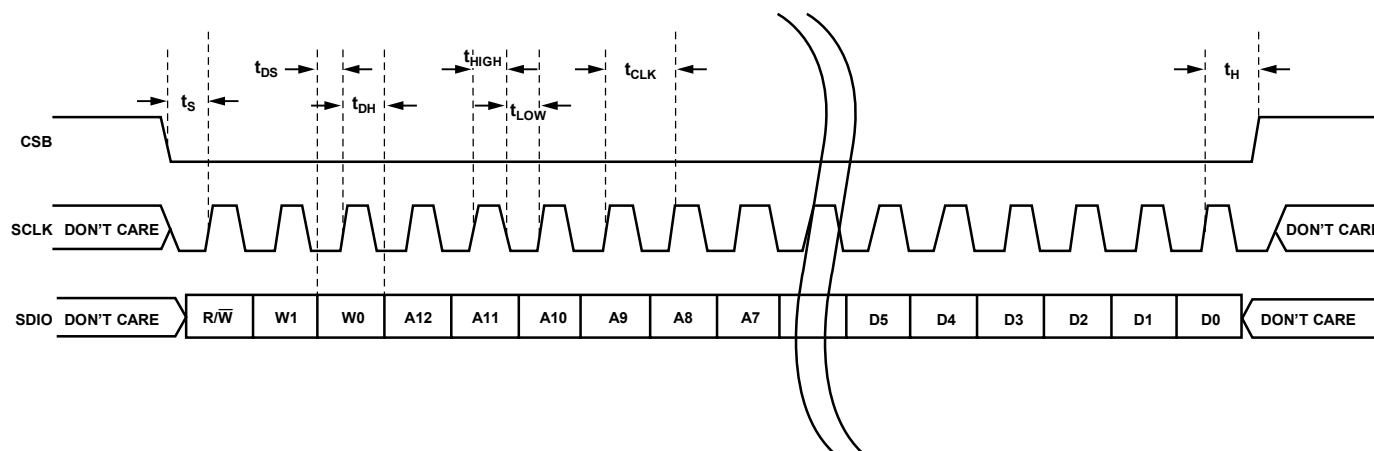 tDS
tHIGH
tCLK
tH
tS
tDH
tLOW
CSB
SCLK DON'T CARE DON'T CARE
SDIO DON'T CARE R/W̅ W1 W0 A12 A11 A10 A9 A8 A7 D5 D4 D3 D2 D1 D0 DON'T CARE